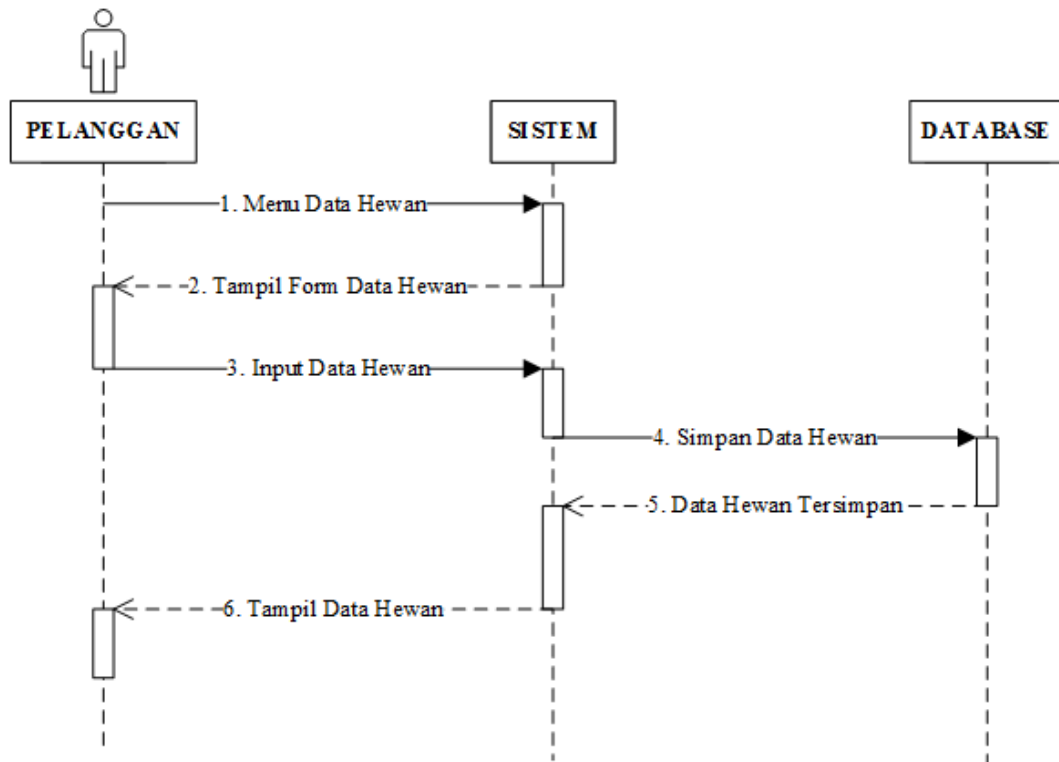 PELANGGAN
SISTEM
DATABASE
1. Menu Data Hewan
2. Tampil Form Data Hewan
3. Input Data Hewan
4. Simpan Data Hewan
5. Data Hewan Tersimpan
6. Tampil Data Hewan